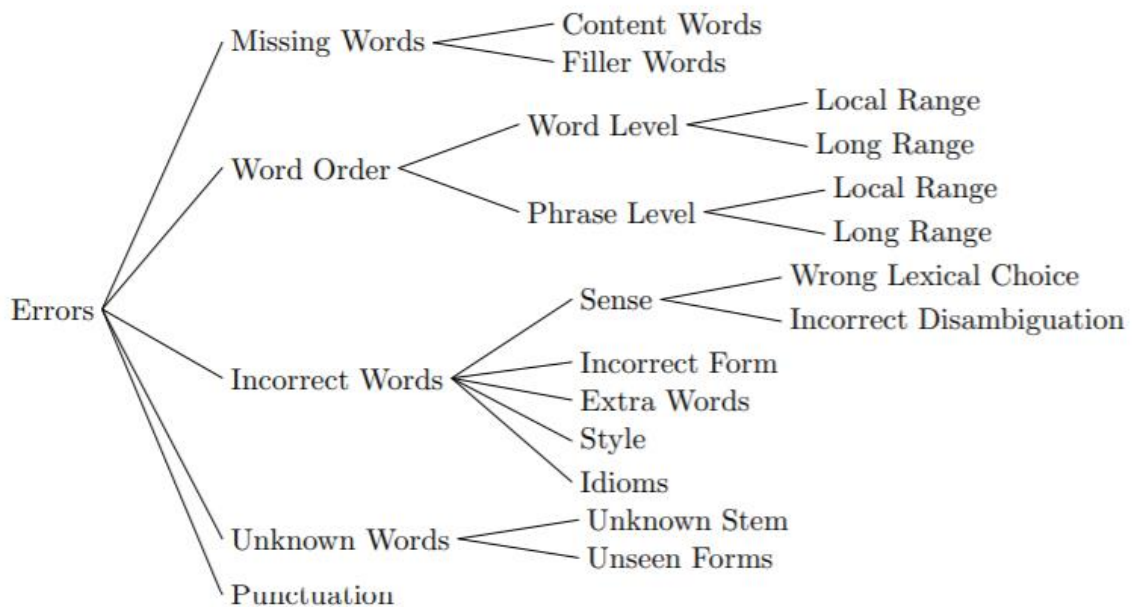 Missing Words
Content Words
Filler Words
Word Order
Word Level
Local Range
Long Range
Phrase Level
Local Range
Long Range
Errors
Incorrect Words
Sense
Wrong Lexical Choice
Incorrect Disambiguation
Incorrect Form
Extra Words
Style
Idioms
Unknown Words
Unknown Stem
Unseen Forms
Punctuation